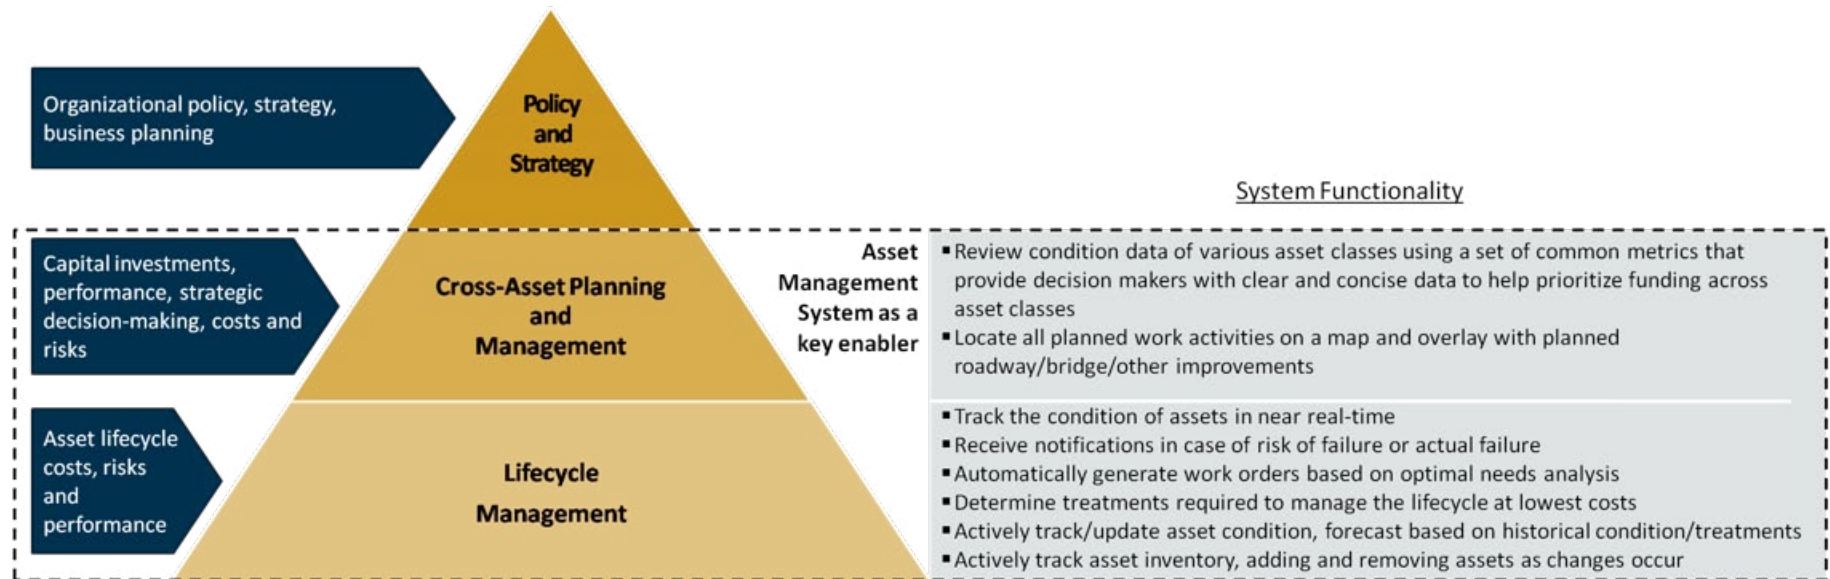 Organizational policy, strategy,
business planning
Policy
and
Strategy
System Functionality
Capital investments,
performance, strategic
decision-making, costs and
risks
Cross-Asset Planning
and
Management
Asset
Management
System as a
key enabler
▪ Review condition data of various asset classes using a set of common metrics that
provide decision makers with clear and concise data to help prioritize funding across
asset classes
▪ Locate all planned work activities on a map and overlay with planned
roadway/bridge/other improvements
Asset lifecycle
costs, risks
and
performance
Lifecycle
Management
▪ Track the condition of assets in near real-time
▪ Receive notifications in case of risk of failure or actual failure
▪ Automatically generate work orders based on optimal needs analysis
▪ Determine treatments required to manage the lifecycle at lowest costs
▪ Actively track/update asset condition, forecast based on historical condition/treatments
▪ Actively track asset inventory, adding and removing assets as changes occur